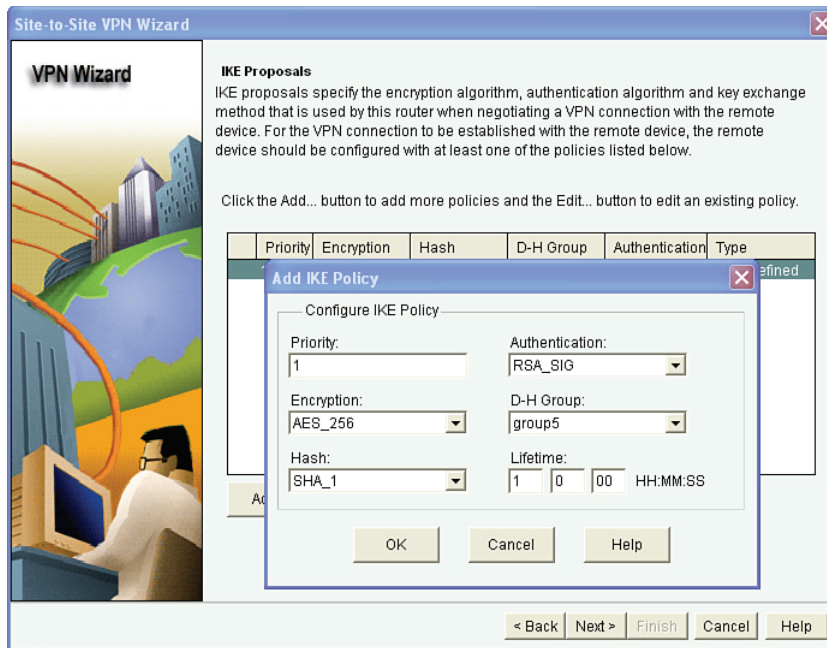 Site-to-Site VPN Wizard
VPN Wizard
IKE Proposals
IKE proposals specify the encryption algorithm, authentication algorithm and key exchange
method that is used by this router when negotiating a VPN connection with the remote
device. For the VPN connection to be established with the remote device, the remote
device should be configured with at least one of the policies listed below.
Click the Add... button to add more policies and the Edit... button to edit an existing policy.
Priority Encryption Hash D-H Group Authentication Type
Add IKE Policy
Configure IKE Policy
Priority: Authentication:
1 RSA_SIG
Encryption: D-H Group:
AES_256 group5
Hash: Lifetime:
SHA_1 1 0 00 HH:MM:SS
OK Cancel Help
< Back Next > Finish Cancel Help